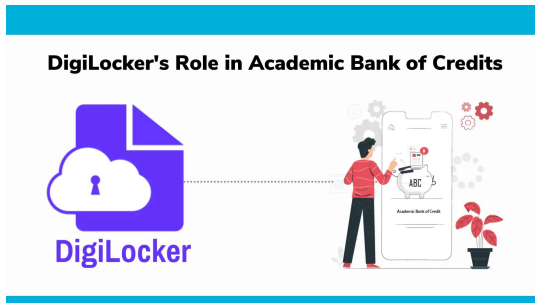 DigiLocker's Role in Academic Bank of Credits
ABC
Academic Bank of Credit
DigiLocker